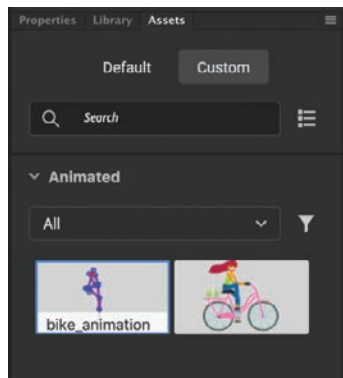 Properties Library Assets
Default Custom
Search
Animated
All
bike_animation